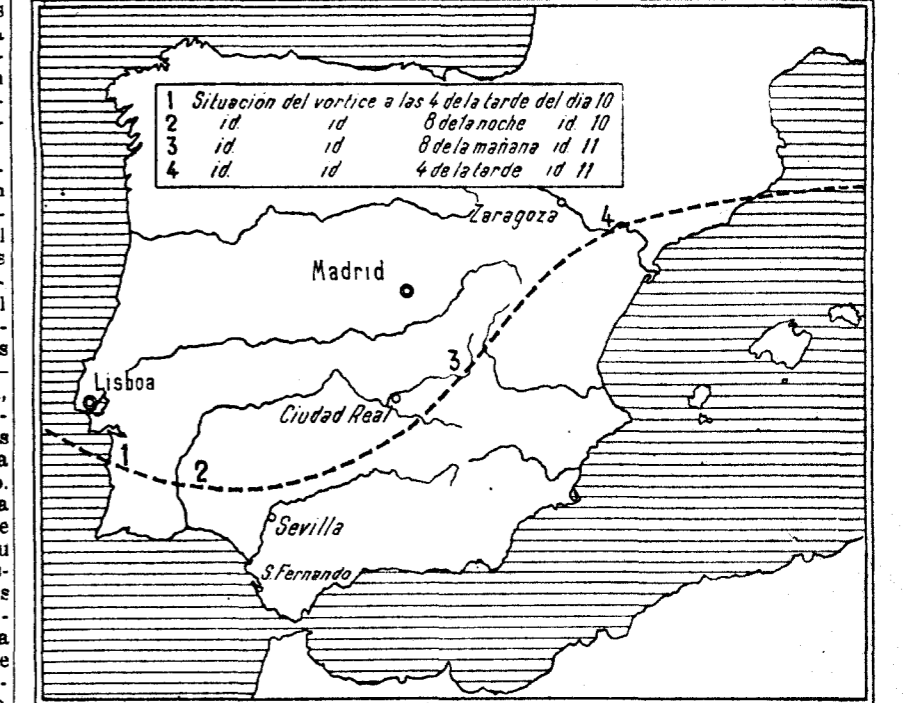 1 Situación del vortice a las 4 de la tarde del dia 10
2 id. id 8 de la noche id. 10
3 id. id 8 de la mañana id 11
4 id. id 4 de la tarde id 11
Zaragoza
4
Madrid
3
Lisboa
Ciudad Real
1
2
Sevilla
S. Fernando